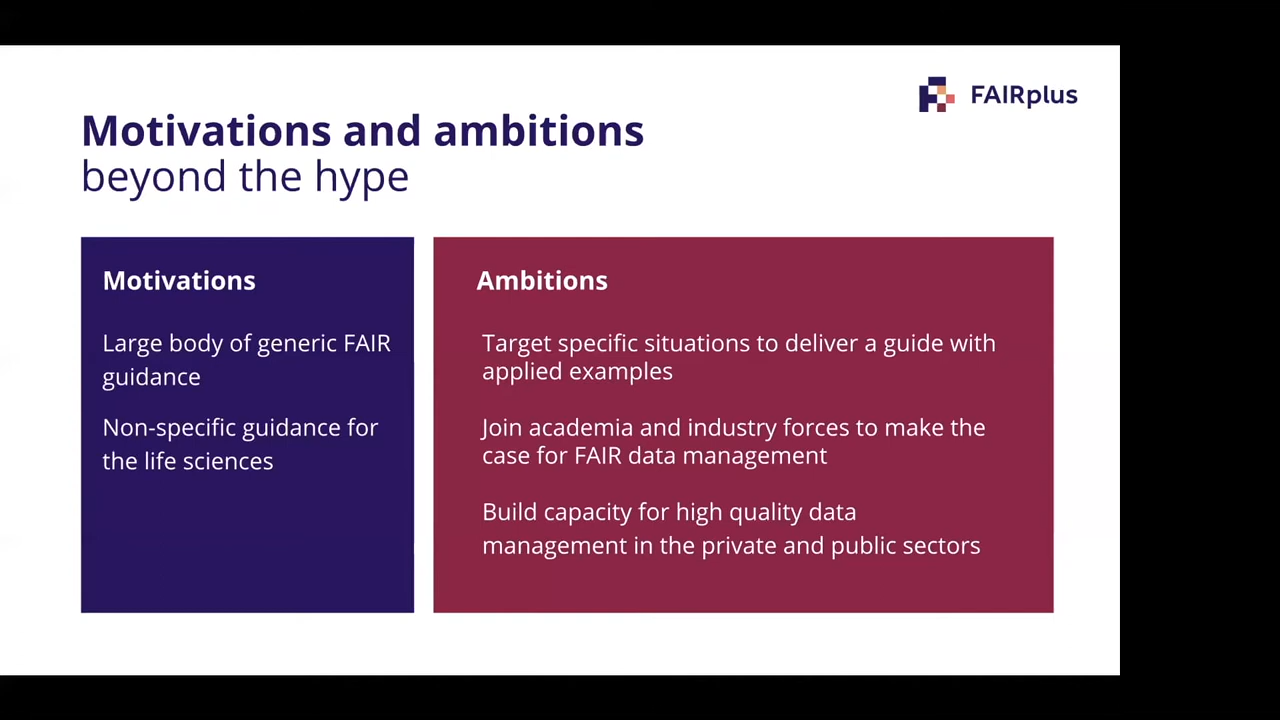 FAIRplus
Motivations and ambitions
beyond the hype
Motivations
Large body of generic FAIR
guidance
Non-specific guidance for
the life sciences
Ambitions
Target specific situations to deliver a guide with
applied examples
Join academia and industry forces to make the
case for FAIR data management
Build capacity for high quality data
management in the private and public sectors